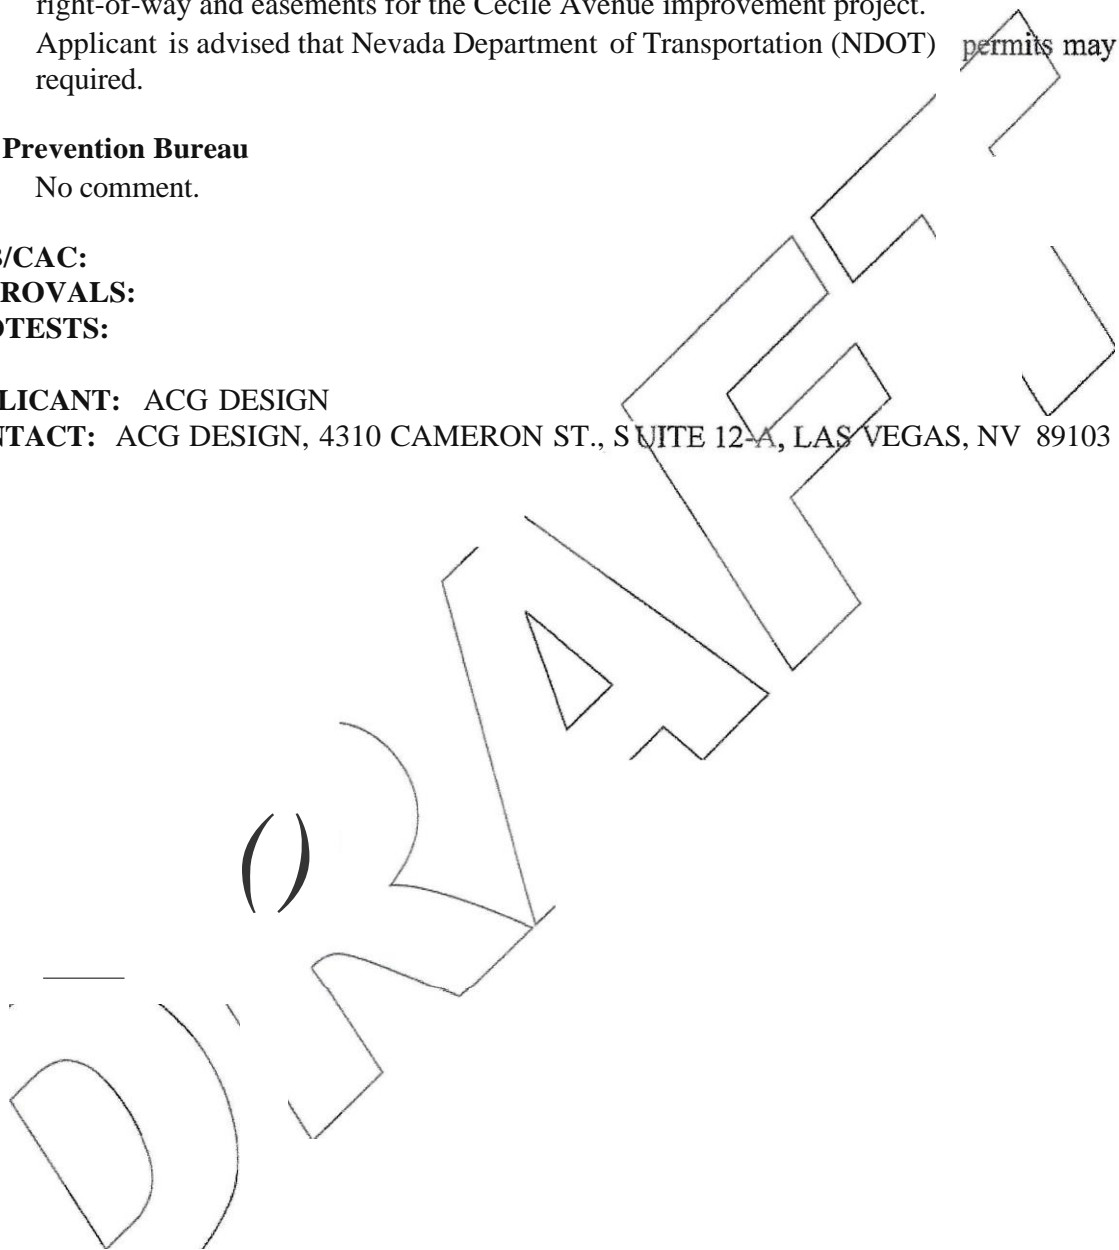 right-of-way and easements for the Cecile Avenue improvement project.
Applicant is advised that Nevada Department of Transportation (NDOT) permits may
required.
Prevention Bureau
No comment.
/CAC:
ROVALS:
OTESTS:
LICANT: ACG DESIGN
NTACT: ACG DESIGN, 4310 CAMERON ST., SUITE 12-A, LAS VEGAS, NV 89103
()
DRAFT